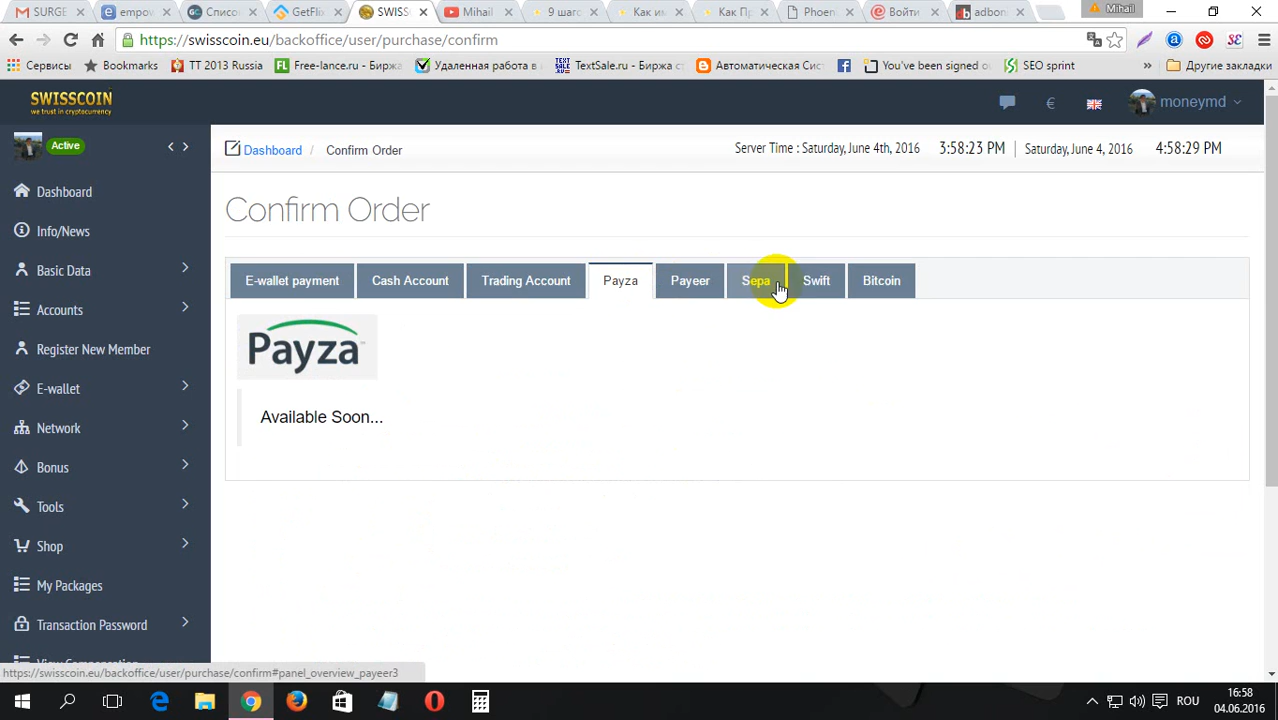 SURGE
empov
Списо
GetFlix
SWISS
Mihail
9 шаго
Как им
Как Пр
Phoen
Войти
adbon
Mihail
https://swisscoin.eu/backoffice/user/purchase/confirm
Сервисы
Bookmarks
TT 2013 Russia
Free-lance.ru - Бирж
Удаленная работа в
TextSale.ru - Биржа с
Автоматическая Сис
You've been signed o
SEO sprint
»
Другие закладки
SWISSCOIN
we trust in cryptocurrency
€
moneymd
Active
Dashboard / Confirm Order
Server Time : Saturday, June 4th, 2016 3:58:23 PM
Saturday, June 4, 2016 4:58:29 PM
Dashboard
Info/News
Basic Data
Accounts
Register New Member
E-wallet
Network
Bonus
Tools
Shop
My Packages
Transaction Password
Confirm Order
E-wallet payment
Cash Account
Trading Account
Payza
Payeer
Sepa
Swift
Bitcoin
Payza
Available Soon...
https://swisscoin.eu/backoffice/user/purchase/confirm#panel_overview_payeer3
ROU
16:58
04.06.2016